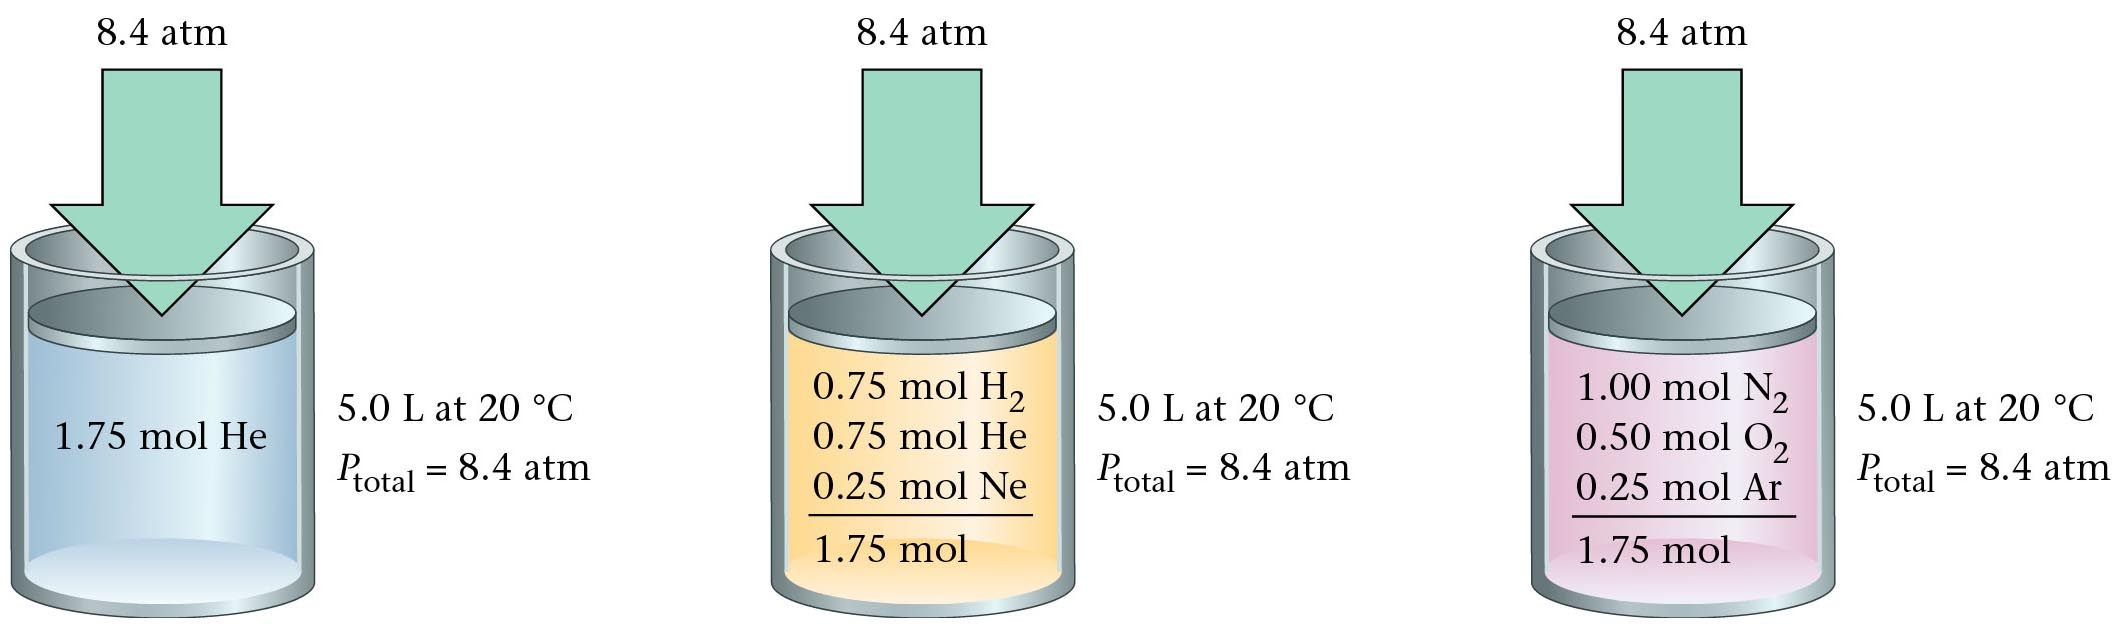 8.4 atm
1.75 mol He
5.0 L at 20 °C
Ptotal = 8.4 atm
8.4 atm
0.75 mol H2
0.75 mol He
0.25 mol Ne
1.75 mol
5.0 L at 20 °C
Ptotal = 8.4 atm
8.4 atm
1.00 mol N2
0.50 mol O2
0.25 mol Ar
1.75 mol
5.0 L at 20 °C
Ptotal = 8.4 atm